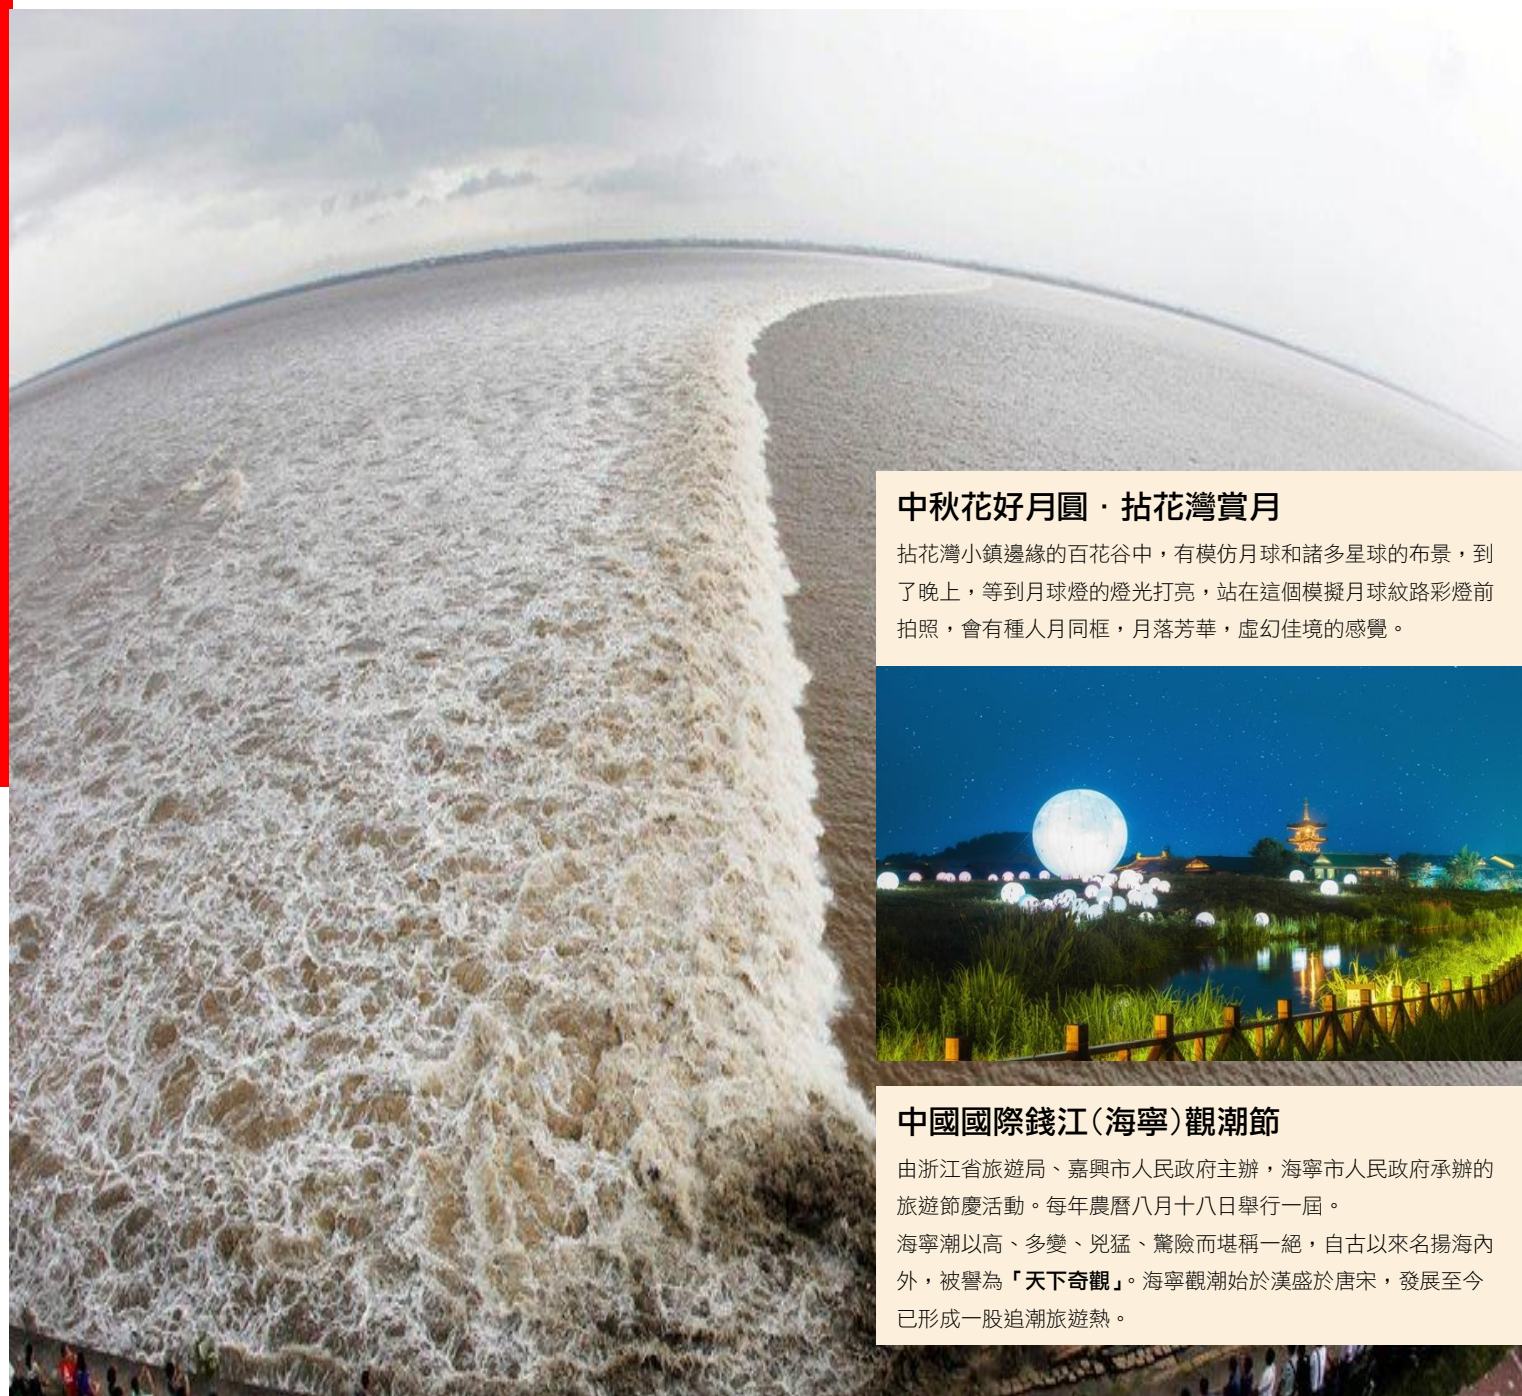 中秋花好月圓．拈花灣賞月
拈花灣小鎮邊緣的百花谷中，有模仿月球和諸多星球的布景，到
了晚上，等到月球燈的燈光打亮，站在這個模擬月球紋路彩燈前
拍照，會有種人月同框，月落芳華，虛幻佳境的感覺。
中國國際錢江(海寧)觀潮節
由浙江省旅遊局、嘉興市人民政府主辦，海寧市人民政府承辦的
旅遊節慶活動。每年農曆八月十八日舉行一屆。
海寧潮以高、多變、兇猛、驚險而堪稱一絕，自古以來名揚海內
外，被譽為「天下奇觀」。海寧觀潮始於漢盛於唐宋，發展至今
已形成一股追潮旅遊熱。